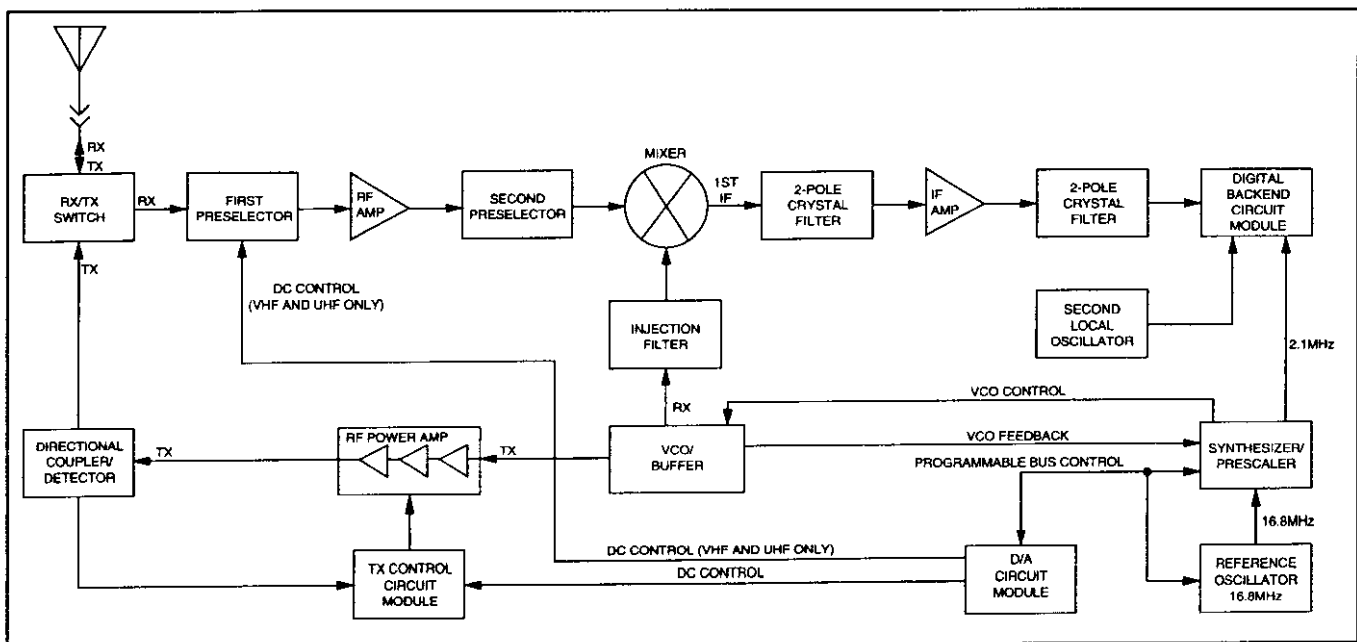 RX
TX
RX/TX
SWITCH
RX
FIRST
PRESELECTOR
RF
AMP
SECOND
PRESELECTOR
MIXER
1ST
IF
2-POLE
CRYSTAL
FILTER
IF
AMP
2-POLE
CRYSTAL
FILTER
DIGITAL
BACKEND
CIRCUIT
MODULE
TX
DC CONTROL
(VHF AND UHF ONLY)
INJECTION
FILTER
SECOND
LOCAL
OSCILLATOR
2.1MHz
RX
VCO CONTROL
DIRECTIONAL
COUPLER/
DETECTOR
TX
RF POWER AMP
TX
VCO/
BUFFER
VCO FEEDBACK
PROGRAMMABLE BUS CONTROL
SYNTHESIZER/
PRESCALER
16.8MHz
TX CONTROL
CIRCUIT
MODULE
DC CONTROL (VHF AND UHF ONLY)
DC CONTROL
D/A
CIRCUIT
MODULE
REFERENCE
OSCILLATOR
16.8MHz